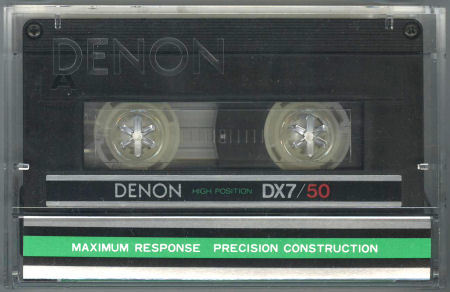 DENON
A
DENON HIGH POSITION DX7/50
MAXIMUM RESPONSE PRECISION CONSTRUCTION